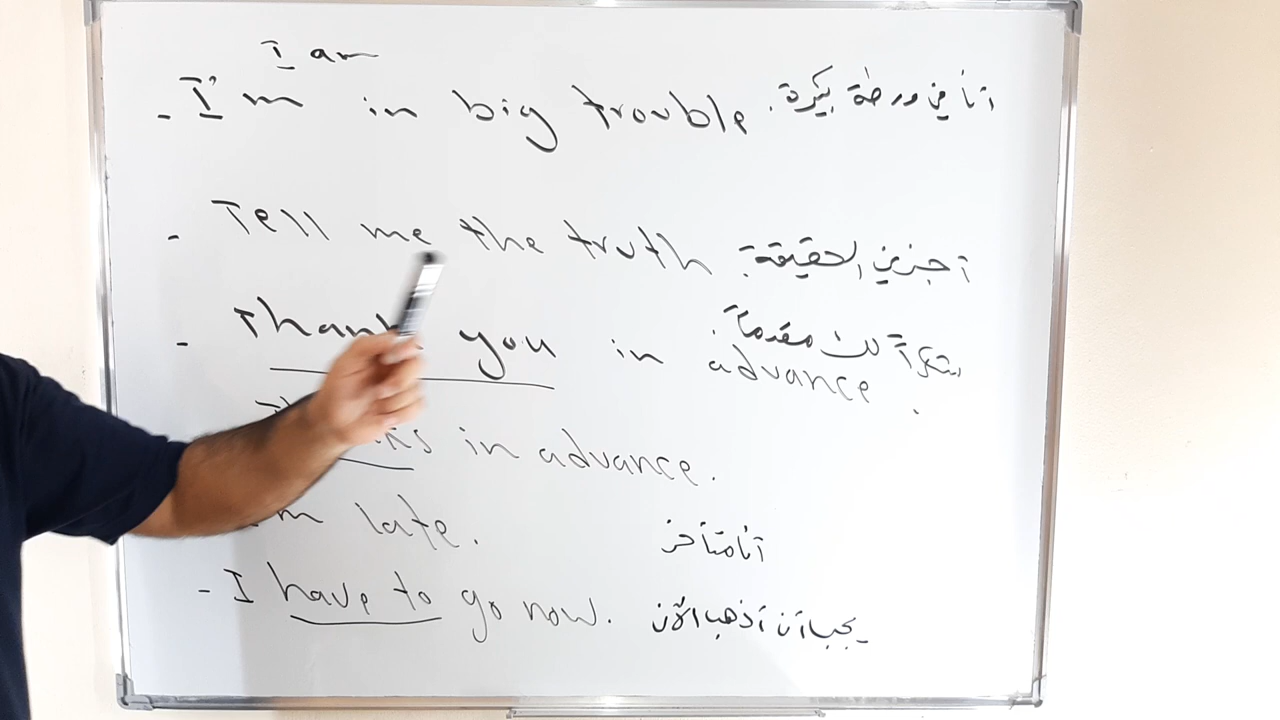 I am
- I'm in big trouble. أنا في ورطة كبيرة.
- Tell me the truth أخبرني الحقيقة.
- Thank you in advance. شكراً لك مقدماً.
in advance.
late. أنا متأخر
- I have to go now. يجب أن أذهب الآن